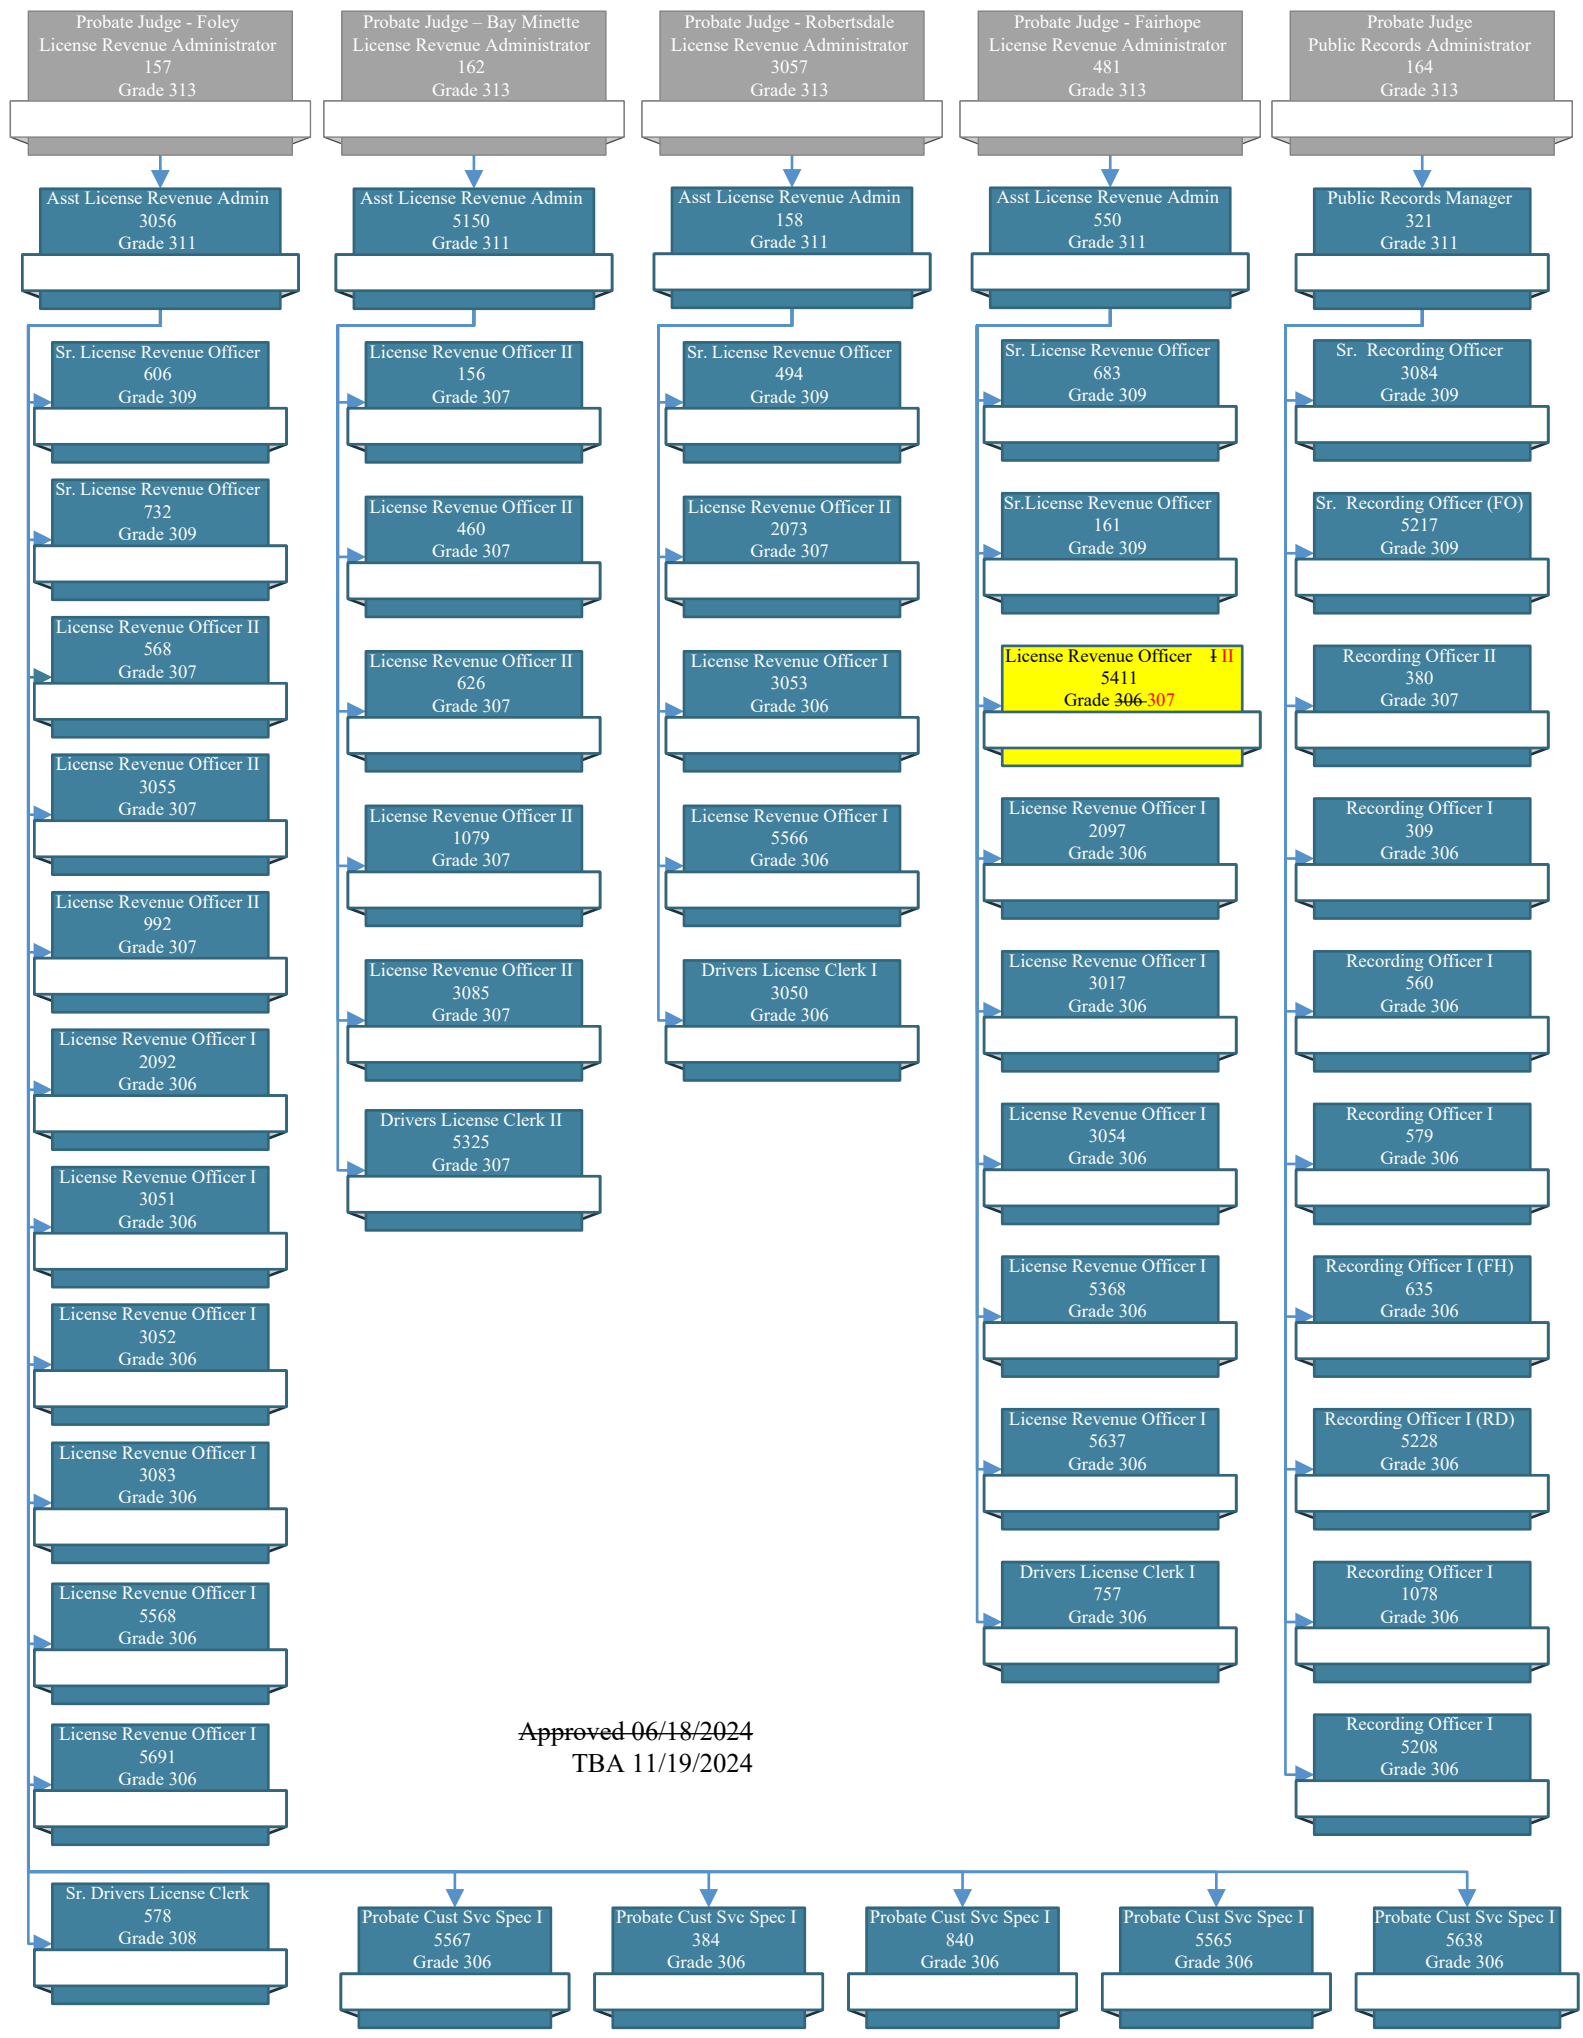 Probate Judge - Foley
License Revenue Administrator
157
Grade 313
Asst License Revenue Admin
3056
Grade 311
Sr. License Revenue Officer
606
Grade 309
Sr. License Revenue Officer
732
Grade 309
License Revenue Officer II
568
Grade 307
License Revenue Officer II
3055
Grade 307
License Revenue Officer II
992
Grade 307
License Revenue Officer I
2092
Grade 306
License Revenue Officer I
3051
Grade 306
License Revenue Officer I
3052
Grade 306
License Revenue Officer I
3083
Grade 306
License Revenue Officer I
5568
Grade 306
License Revenue Officer I
5691
Grade 306
Sr. Drivers License Clerk
578
Grade 308
Probate Judge – Bay Minette
License Revenue Administrator
162
Grade 313
Asst License Revenue Admin
5150
Grade 311
License Revenue Officer II
156
Grade 307
License Revenue Officer II
460
Grade 307
License Revenue Officer II
626
Grade 307
License Revenue Officer II
1079
Grade 307
License Revenue Officer II
3085
Grade 307
Drivers License Clerk II
5325
Grade 307
Probate Judge - Robertsdale
License Revenue Administrator
3057
Grade 313
Asst License Revenue Admin
158
Grade 311
Sr. License Revenue Officer
494
Grade 309
License Revenue Officer II
2073
Grade 307
License Revenue Officer I
3053
Grade 306
License Revenue Officer I
5566
Grade 306
Drivers License Clerk I
3050
Grade 306
Probate Judge - Fairhope
License Revenue Administrator
481
Grade 313
Asst License Revenue Admin
550
Grade 311
Sr. License Revenue Officer
683
Grade 309
Sr.License Revenue Officer
161
Grade 309
License Revenue Officer I II
5411
Grade 306 307
License Revenue Officer I
2097
Grade 306
License Revenue Officer I
3017
Grade 306
License Revenue Officer I
3054
Grade 306
License Revenue Officer I
5368
Grade 306
License Revenue Officer I
5637
Grade 306
Drivers License Clerk I
757
Grade 306
Probate Judge
Public Records Administrator
164
Grade 313
Public Records Manager
321
Grade 311
Sr. Recording Officer
3084
Grade 309
Sr. Recording Officer (FO)
5217
Grade 309
Recording Officer II
380
Grade 307
Recording Officer I
309
Grade 306
Recording Officer I
560
Grade 306
Recording Officer I
579
Grade 306
Recording Officer I (FH)
635
Grade 306
Recording Officer I (RD)
5228
Grade 306
Recording Officer I
1078
Grade 306
Recording Officer I
5208
Grade 306
Approved 06/18/2024
TBA 11/19/2024
Probate Cust Svc Spec I
5567
Grade 306
Probate Cust Svc Spec I
384
Grade 306
Probate Cust Svc Spec I
840
Grade 306
Probate Cust Svc Spec I
5565
Grade 306
Probate Cust Svc Spec I
5638
Grade 306